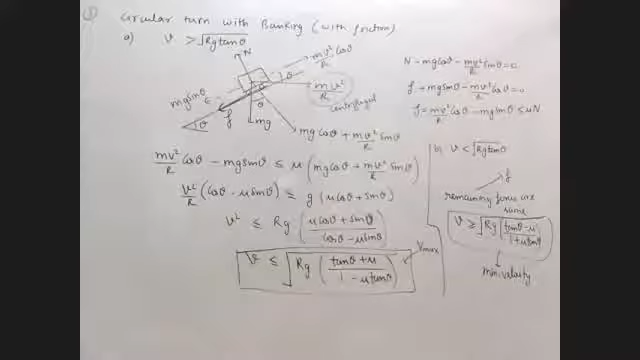 Circular turn with Banking (with friction)
a) v > √Rg tanθ
N
mv²/R cosθ
θ
mv²/R
centrifugal
mg sinθ
f
θ
θ
mg
mg cosθ + mv²/R sinθ
N - mg cosθ - mv²/R sinθ = 0
f + mg sinθ - mv²/R cosθ = 0
f = mv²/R cosθ - mg sinθ ≤ μN
mv²/R cosθ - mg sinθ ≤ μ (mg cosθ + mv²/R sinθ)
v²/R (cosθ - μ sinθ) ≤ g (μ cosθ + sinθ)
v² ≤ Rg (μ cosθ + sinθ / cosθ - μ sinθ)
v ≤ √Rg (tanθ + μ / 1 - μ tanθ)
Vmax
b) v < √Rg tanθ
f
remaining forces are
same
v ≥ √Rg (tanθ - μ / 1 + μ tanθ)
min velocity